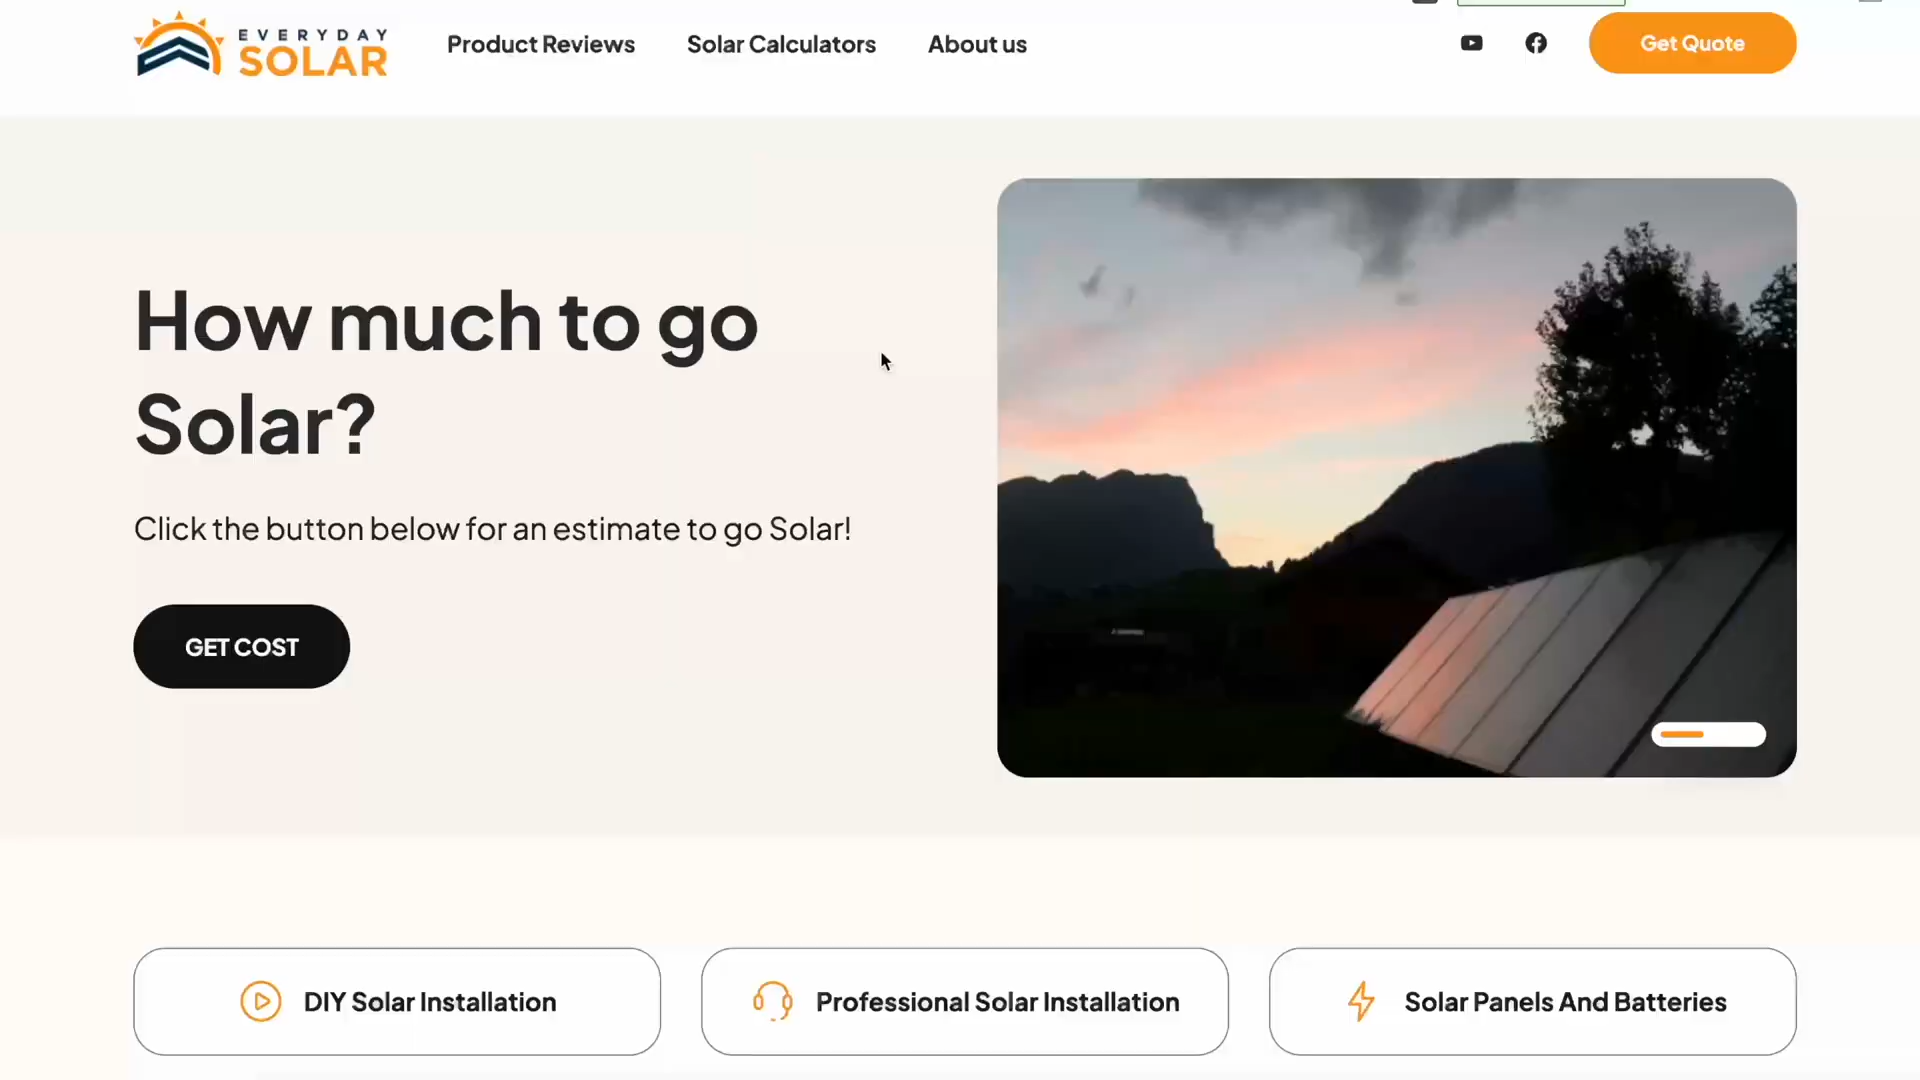 EVERYDAY
SOLAR
Product Reviews
Solar Calculators
About us
Get Quote
How much to go
Solar?
Click the button below for an estimate to go Solar!
GET COST
DIY Solar Installation
Professional Solar Installation
Solar Panels And Batteries